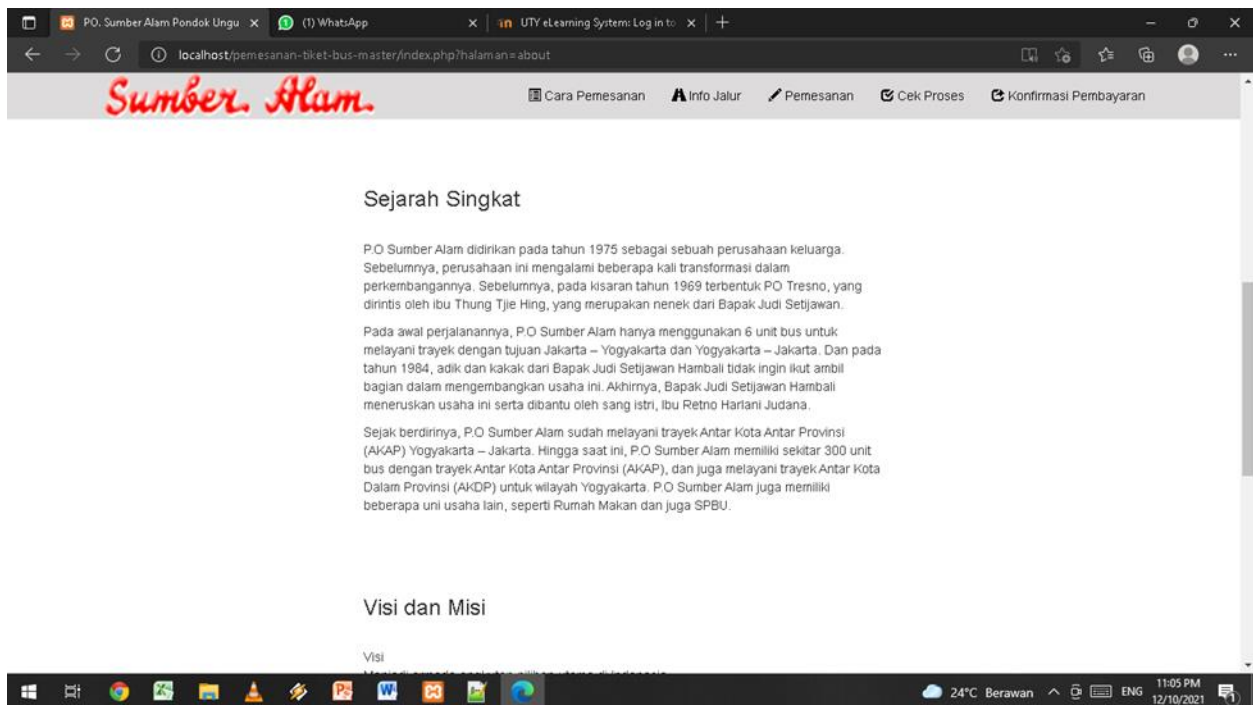 PO. Sumber Alam Pondok Ungu
(1) WhatsApp
UTY eLearning System: Log in to
localhost/pemesanan-tiket-bus-master/index.php?halaman=about
Sumber. Alam.
Cara Pemesanan
Info Jalur
Pemesanan
Cek Proses
Konfirmasi Pembayaran
Sejarah Singkat
P.O Sumber Alam didirikan pada tahun 1975 sebagai sebuah perusahaan keluarga.
Sebelumnya, perusahaan ini mengalami beberapa kali transformasi dalam
perkembangannya. Sebelumnya, pada kisaran tahun 1969 terbentuk PO Tresno, yang
dirintis oleh ibu Thung Tjie Hing, yang merupakan nenek dari Bapak Judi Setijawan.
Pada awal perjalanannya, P.O Sumber Alam hanya menggunakan 6 unit bus untuk
melayani trayek dengan tujuan Jakarta – Yogyakarta dan Yogyakarta – Jakarta. Dan pada
tahun 1984, adik dan kakak dari Bapak Judi Setijawan Hambali tidak ingin ikut ambil
bagian dalam mengembangkan usaha ini. Akhirnya, Bapak Judi Setijawan Hambali
meneruskan usaha ini serta dibantu oleh sang istri, Ibu Retno Harlani Judana.
Sejak berdirinya, P.O Sumber Alam sudah melayani trayek Antar Kota Antar Provinsi
(AKAP) Yogyakarta – Jakarta. Hingga saat ini, P.O Sumber Alam memiliki sekitar 300 unit
bus dengan trayek Antar Kota Antar Provinsi (AKAP), dan juga melayani trayek Antar Kota
Dalam Provinsi (AKDP) untuk wilayah Yogyakarta. P.O Sumber Alam juga memiliki
beberapa uni usaha lain, seperti Rumah Makan dan juga SPBU.
Visi dan Misi
Visi
24°C Berawan
ENG
11:05 PM
12/10/2021